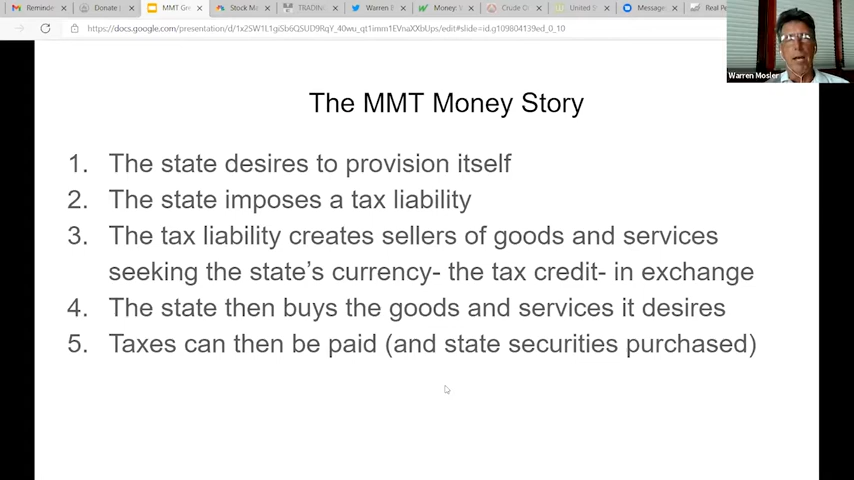 Reminde
Donate
MMT Gre
Stock M
TRADIN
Warren B
Money:
Crude O
United S
Message
Real Pe
https://docs.google.com/presentation/d/
edit#slide=id.g109804139ed_0_10
Warren Mosler
The MMT Money Story
1. The state desires to provision itself
2. The state imposes a tax liability
3. The tax liability creates sellers of goods and services
seeking the state's currency- the tax credit- in exchange
4. The state then buys the goods and services it desires
5. Taxes can then be paid (and state securities purchased)